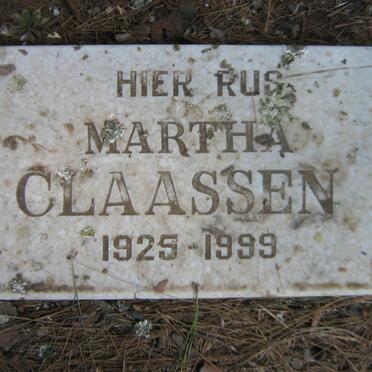 HIER RUS
MARTHA
CLAASSEN
1925 - 1999